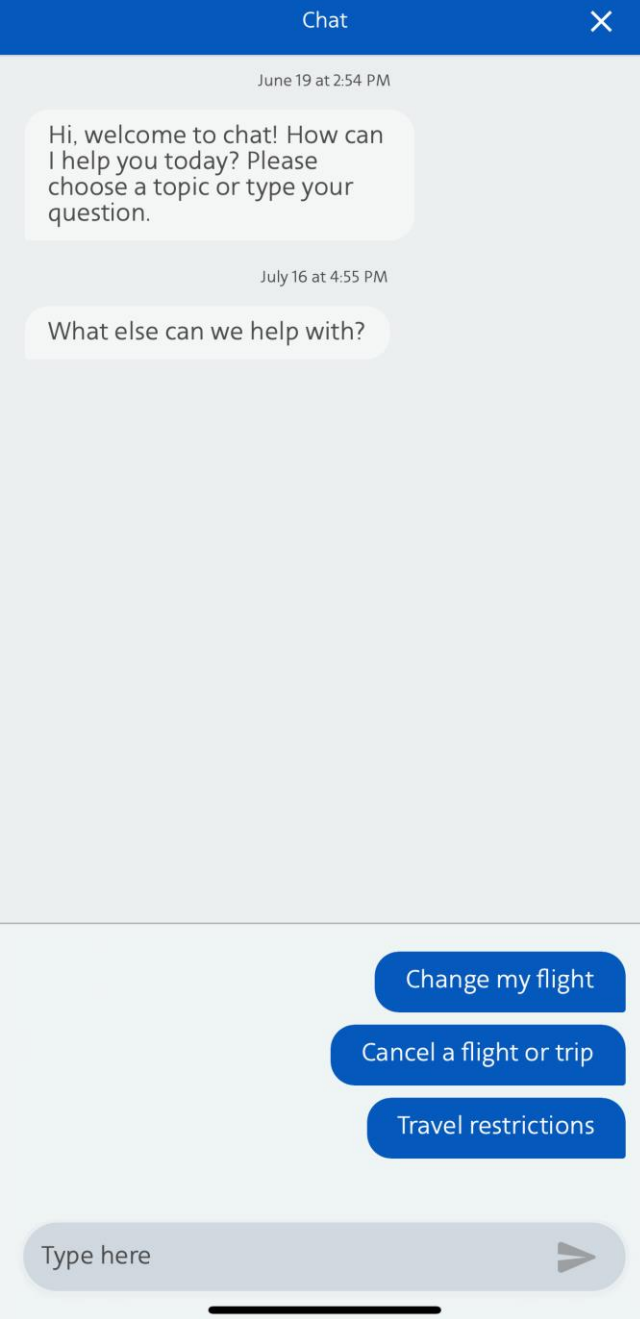 Chat
June 19 at 2:54 PM
Hi, welcome to chat! How can
I help you today? Please
choose a topic or type your
question.
July 16 at 4:55 PM
What else can we help with?
Change my flight
Cancel a flight or trip
Travel restrictions
Type here